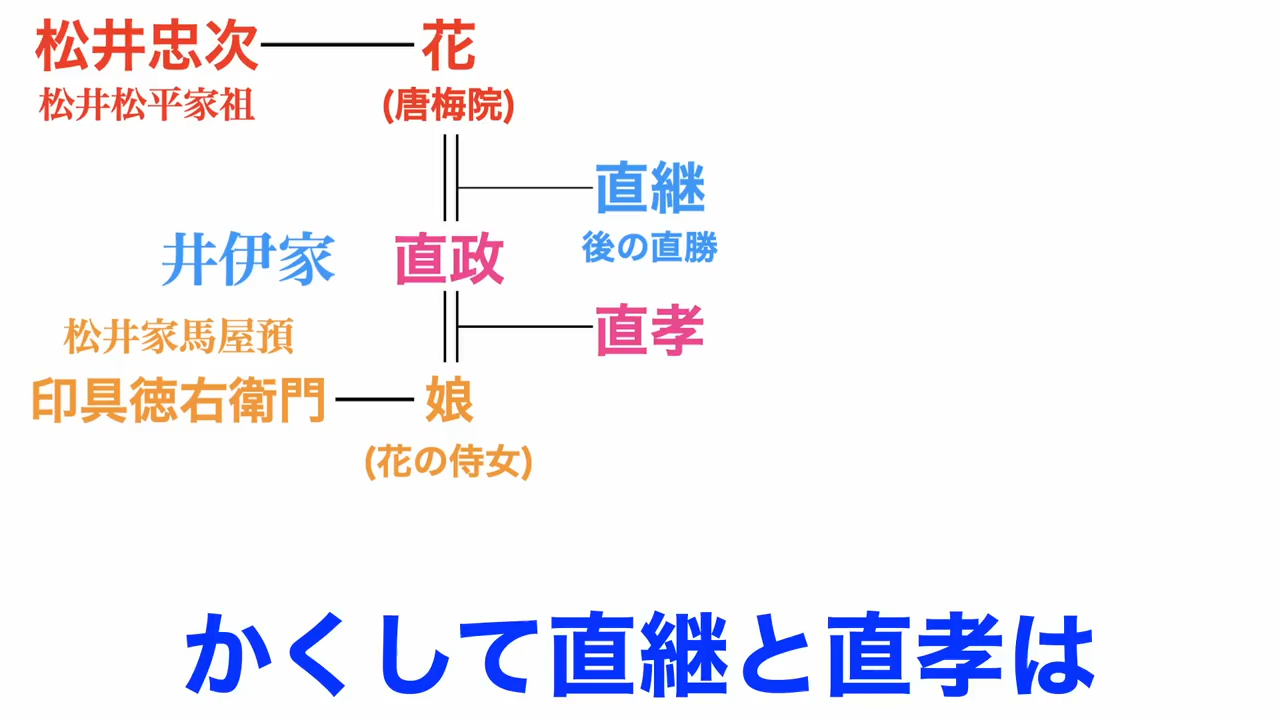 松井忠次 花
松井松平家祖 (唐梅院)
直継
井伊家 直政 後の直勝
松井家馬屋預 直孝
印具徳右衛門 娘
(花の侍女)
かくして直継と直孝は